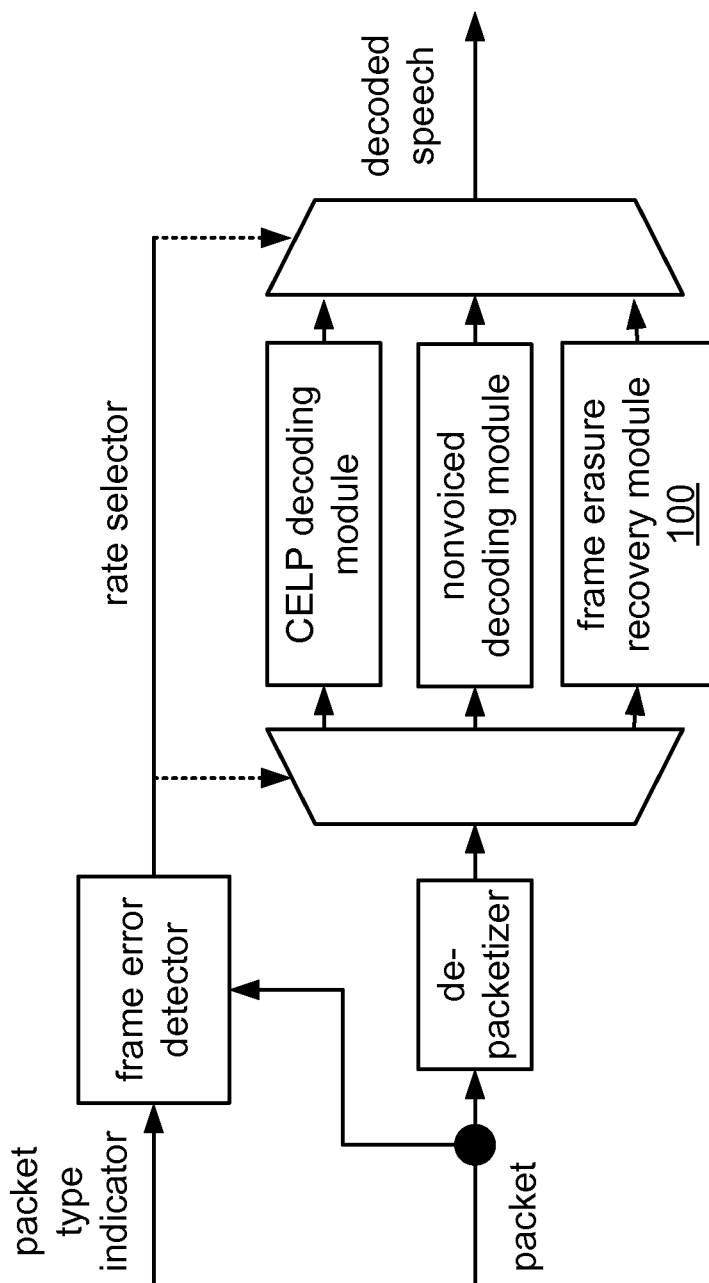 packet
type
indicator
frame error
detector
rate selector
packet
de-
packetizer
CELP decoding
module
nonvoiced
decoding module
frame erasure
recovery module
100
decoded
speech